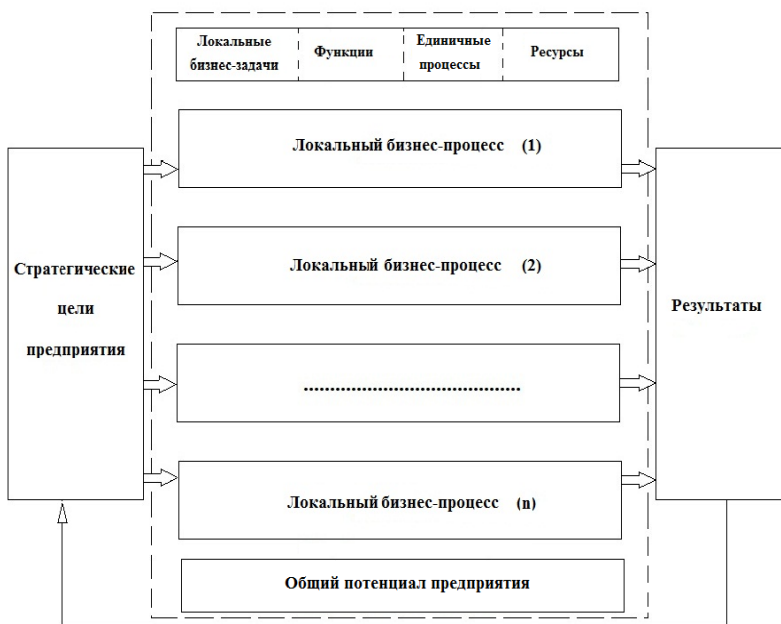 Локальные
бизнес-задачи
Функции
Единичные
процессы
Ресурсы
Локальный бизнес-процесс (1)
Стратегические
цели
предприятия
Локальный бизнес-процесс (2)
Результаты
............................................
Локальный бизнес-процесс (n)
Общий потенциал предприятия